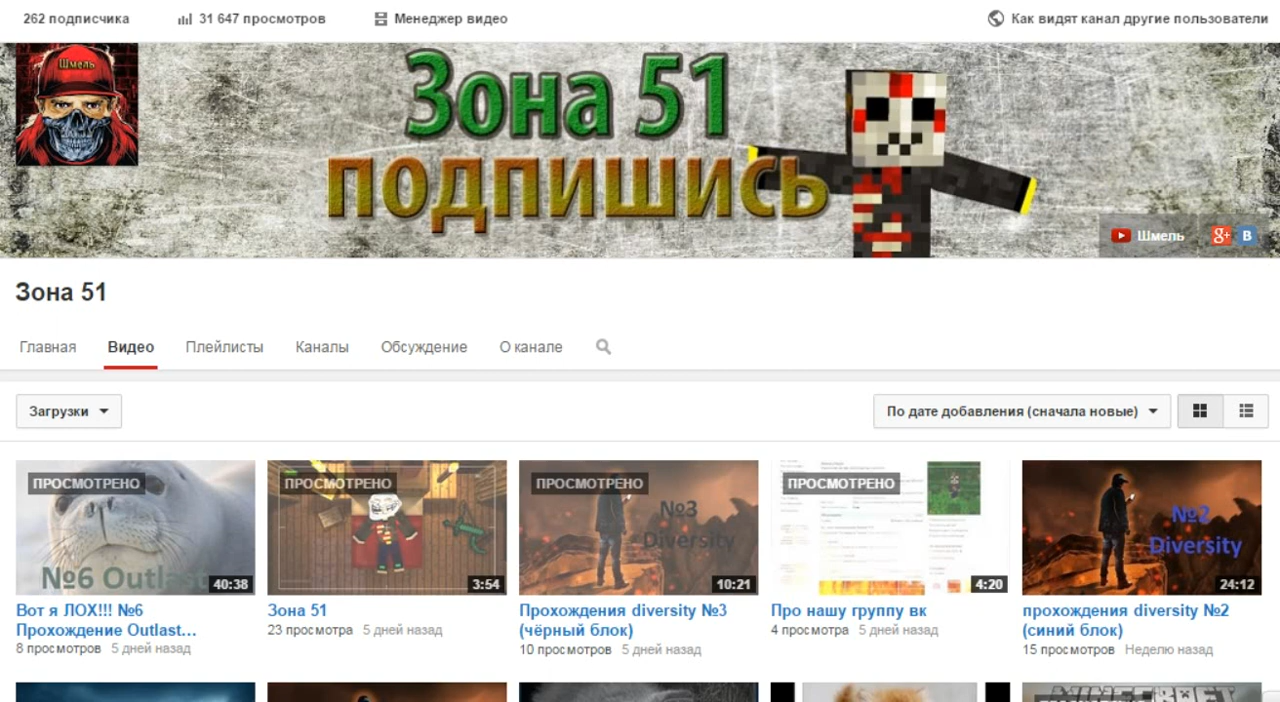 262 подписчика
31 647 просмотров
Менеджер видео
Как видят канал другие пользователи
Шмель
Зона 51
подпишись
Шмель
g+
B
Зона 51
Главная
Видео
Плейлисты
Каналы
Обсуждение
О канале
Загрузки
По дате добавления (сначала новые)
ПРОСМОТРЕНО
№6 Outlast
40:38
ПРОСМОТРЕНО
3:54
ПРОСМОТРЕНО
№3
Diversity
10:21
ПРОСМОТРЕНО
4:20
№2
Diversity
24:12
Вот я ЛОХ!!! №6
Прохождение Outlast...
8 просмотров 5 дней назад
Зона 51
23 просмотра 5 дней назад
Прохождения diversity №3
(чёрный блок)
10 просмотров 5 дней назад
Про нашу группу вк
4 просмотра 5 дней назад
прохождения diversity №2
(синий блок)
15 просмотров Неделю назад
MINECRAFT
ПРОСМОТРЕНО